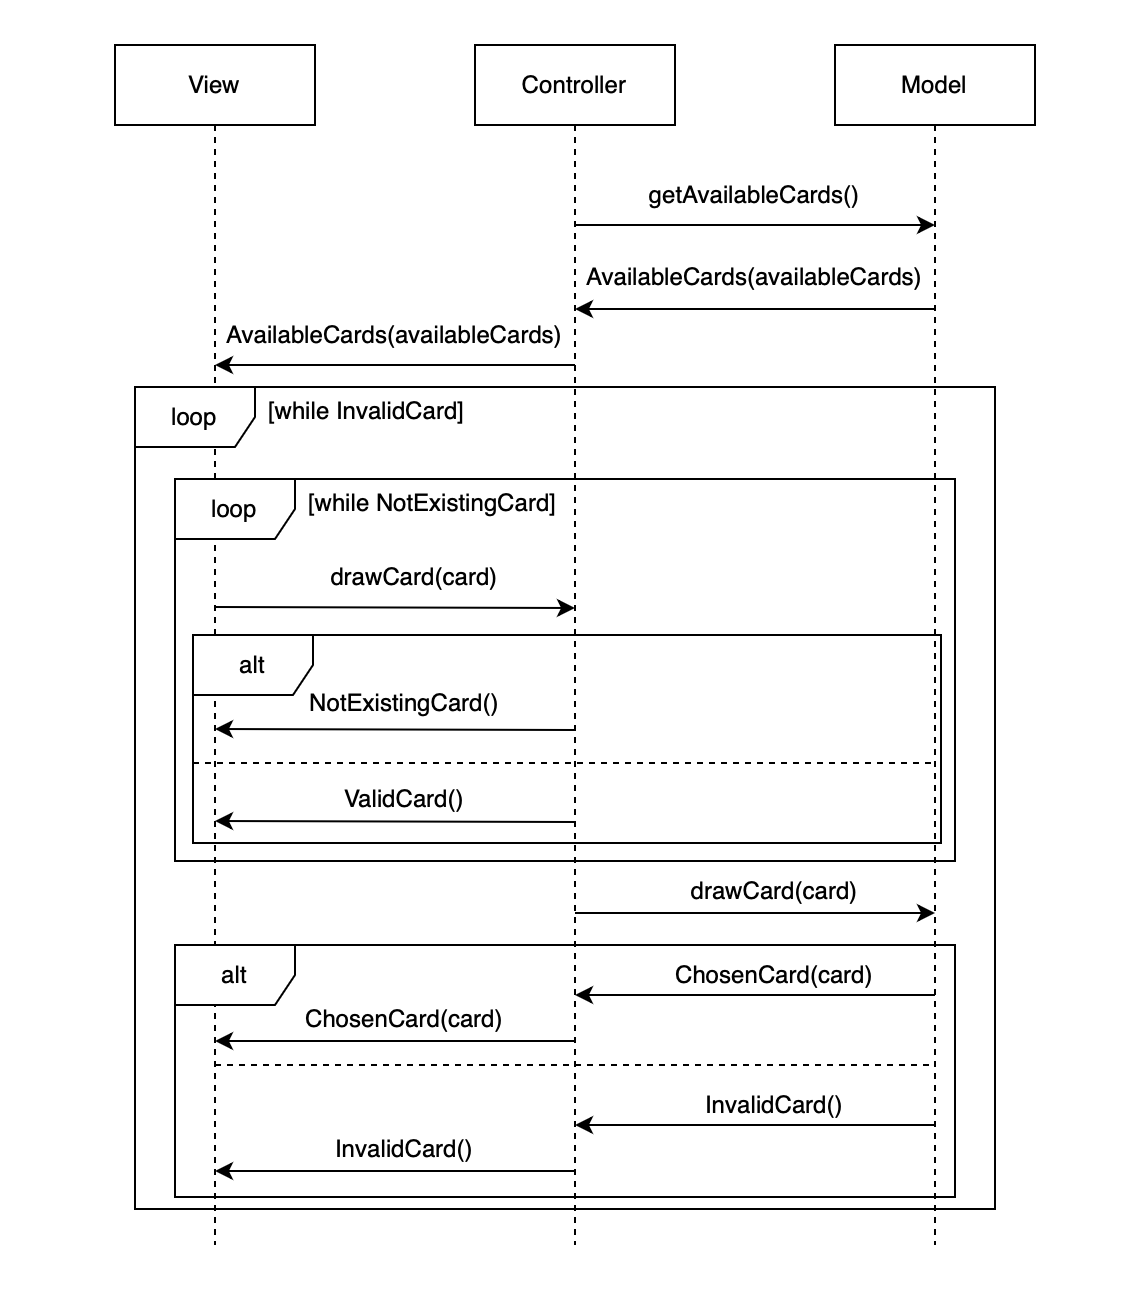 View
Controller
Model
getAvailableCards()
AvailableCards(availableCards)
AvailableCards(availableCards)
loop
[while InvalidCard]
loop
[while NotExistingCard]
drawCard(card)
alt
NotExistingCard()
ValidCard()
drawCard(card)
alt
ChosenCard(card)
ChosenCard(card)
InvalidCard()
InvalidCard()